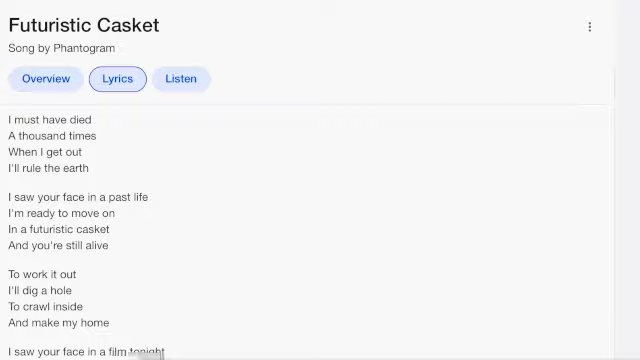 Futuristic Casket
Song by Phantogram
Overview
Lyrics
Listen
I must have died
A thousand times
When I get out
I'll rule the earth
I saw your face in a past life
I'm ready to move on
In a futuristic casket
And you're still alive
To work it out
I'll dig a hole
To crawl inside
And make my home
I saw your face in a film tonight